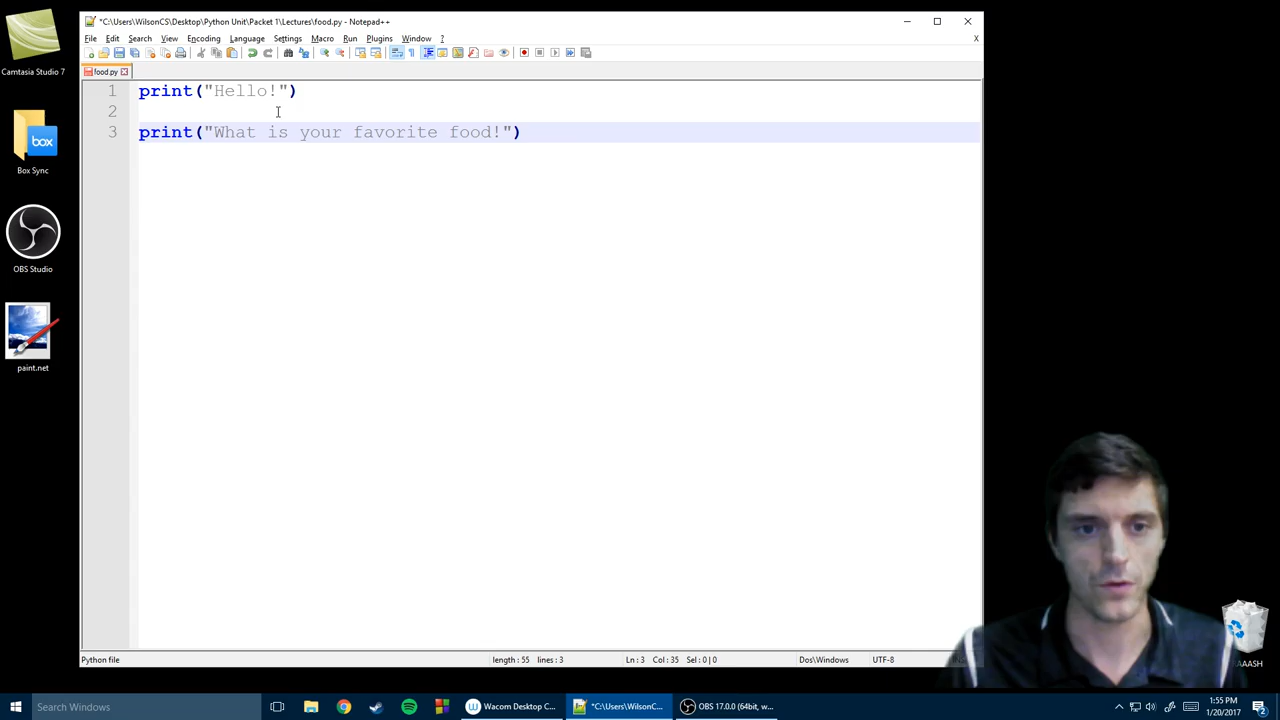 *C:\Users\WilsonCS\Desktop\Python Unit\Packet 1\Lectures\food.py - Notepad++
File Edit Search View Encoding Language Settings Macro Run Plugins Window ? X
food.py
1 print("Hello!")
2
3 print("What is your favorite food!")
Camtasia Studio 7
box
Box Sync
OBS Studio
paint.net
AAASH
Python file length : 55 lines : 3 Ln : 3 Col : 35 Sel : 0 | 0 Dos\Windows UTF-8
Search Windows
Wacom Desktop C...
*C:\Users\WilsonC...
OBS 17.0.0 (64bit, w...
1:55 PM
1/20/2017
2